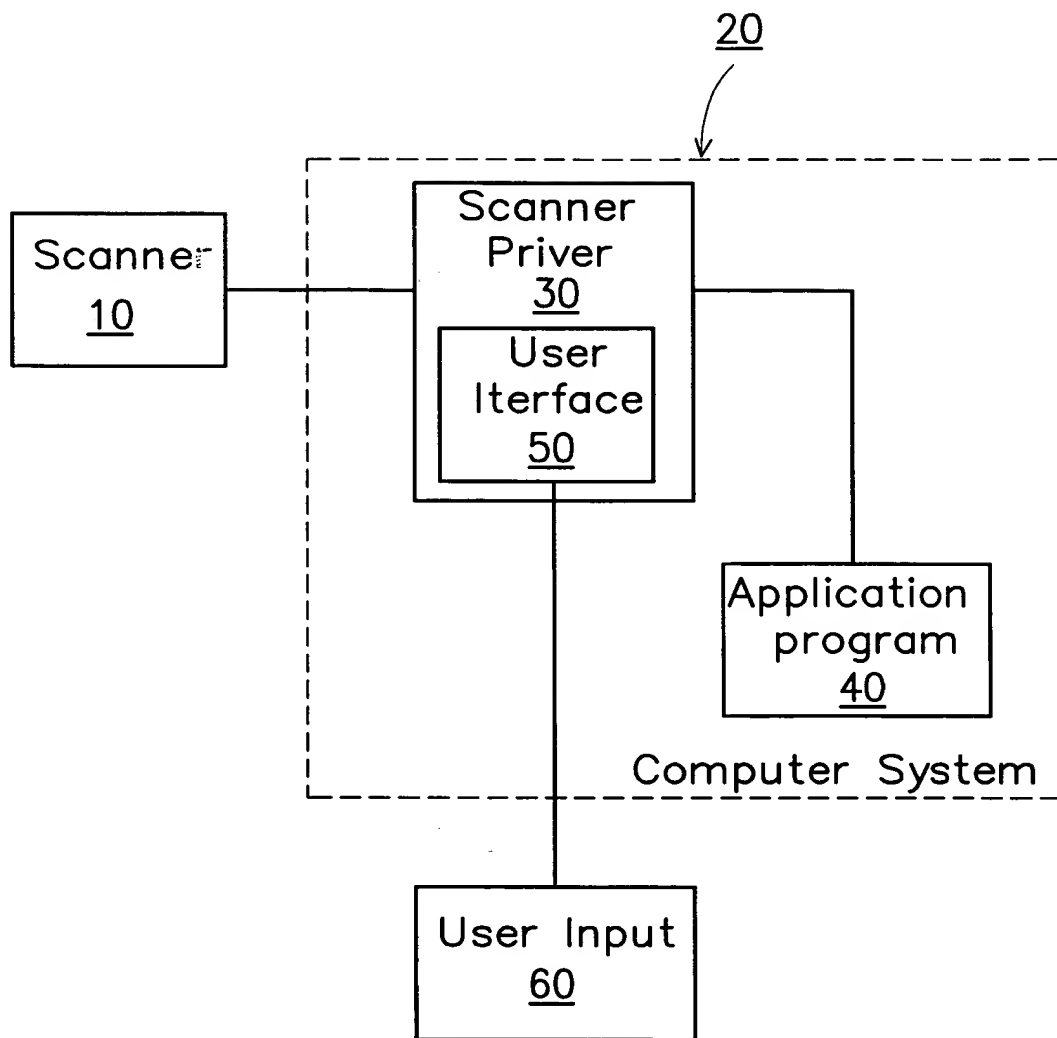 20
Scanner
10
Scanner
Priver
30
User
Iterface
50
Application
program
40
Computer System
User Input
60